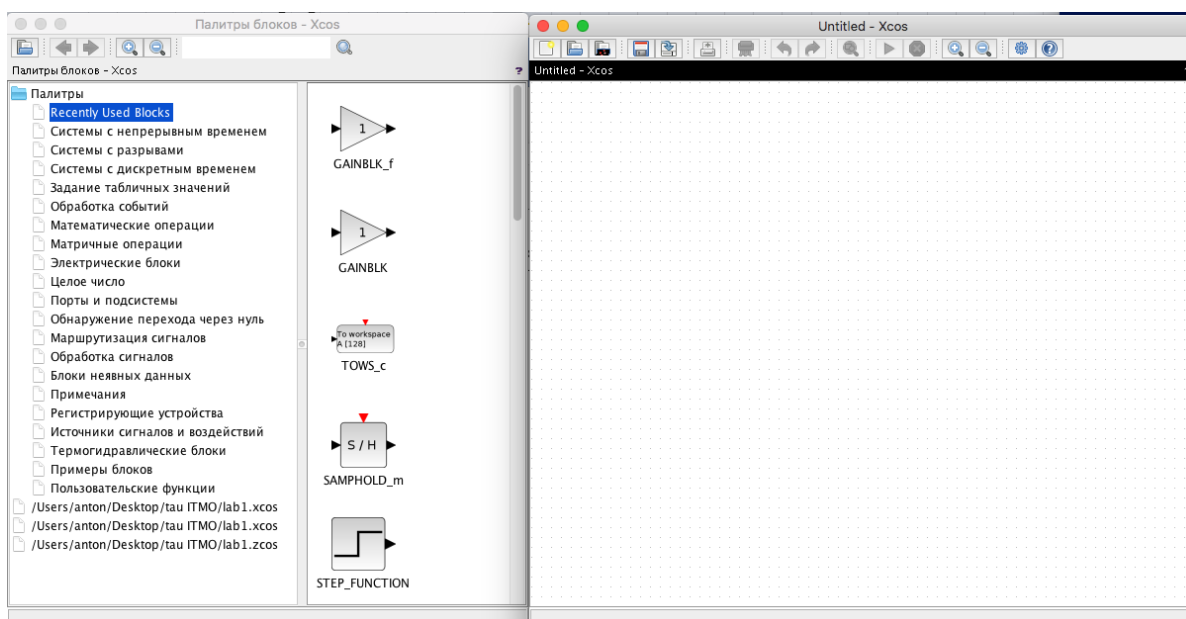 Палитры блоков - Xcos
Палитры блоков - Xcos
?
Палитры
Recently Used Blocks
Системы с непрерывным временем
Системы с разрывами
Системы с дискретным временем
Задание табличных значений
Обработка событий
Математические операции
Матричные операции
Электрические блоки
Целое число
Порты и подсистемы
Обнаружение перехода через нуль
Маршрутизация сигналов
Обработка сигналов
Блоки неявных данных
Примечания
Регистрирующие устройства
Источники сигналов и воздействий
Термогидравлические блоки
Примеры блоков
Пользовательские функции
/Users/anton/Desktop/tau ITMO/lab1.xcos
/Users/anton/Desktop/tau ITMO/lab1.xcos
/Users/anton/Desktop/tau ITMO/lab1.zcos
1
GAINBLK_f
1
GAINBLK
To workspace
A [128]
TOWS_c
S / H
SAMPHOLD_m
STEP_FUNCTION
Untitled - Xcos
?
Untitled - Xcos